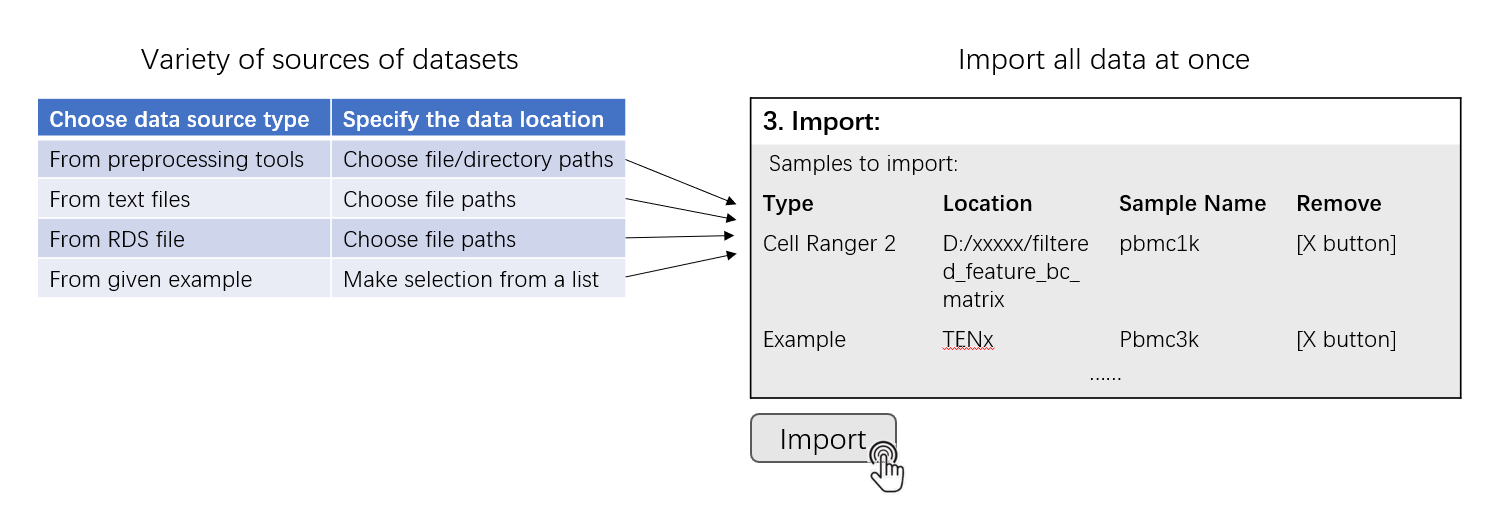 Variety of sources of datasets
Choose data source type Specify the data location
From preprocessing tools Choose file/directory paths
From text files Choose file paths
From RDS file Choose file paths
From given example Make selection from a list
Import all data at once
3. Import:
Samples to import:
Type Location Sample Name Remove
Cell Ranger 2 D:/xxxxx/filtere pbmc1k [X button]
d_feature_bc_
matrix
Example TENx Pbmc3k [X button]
......
Import